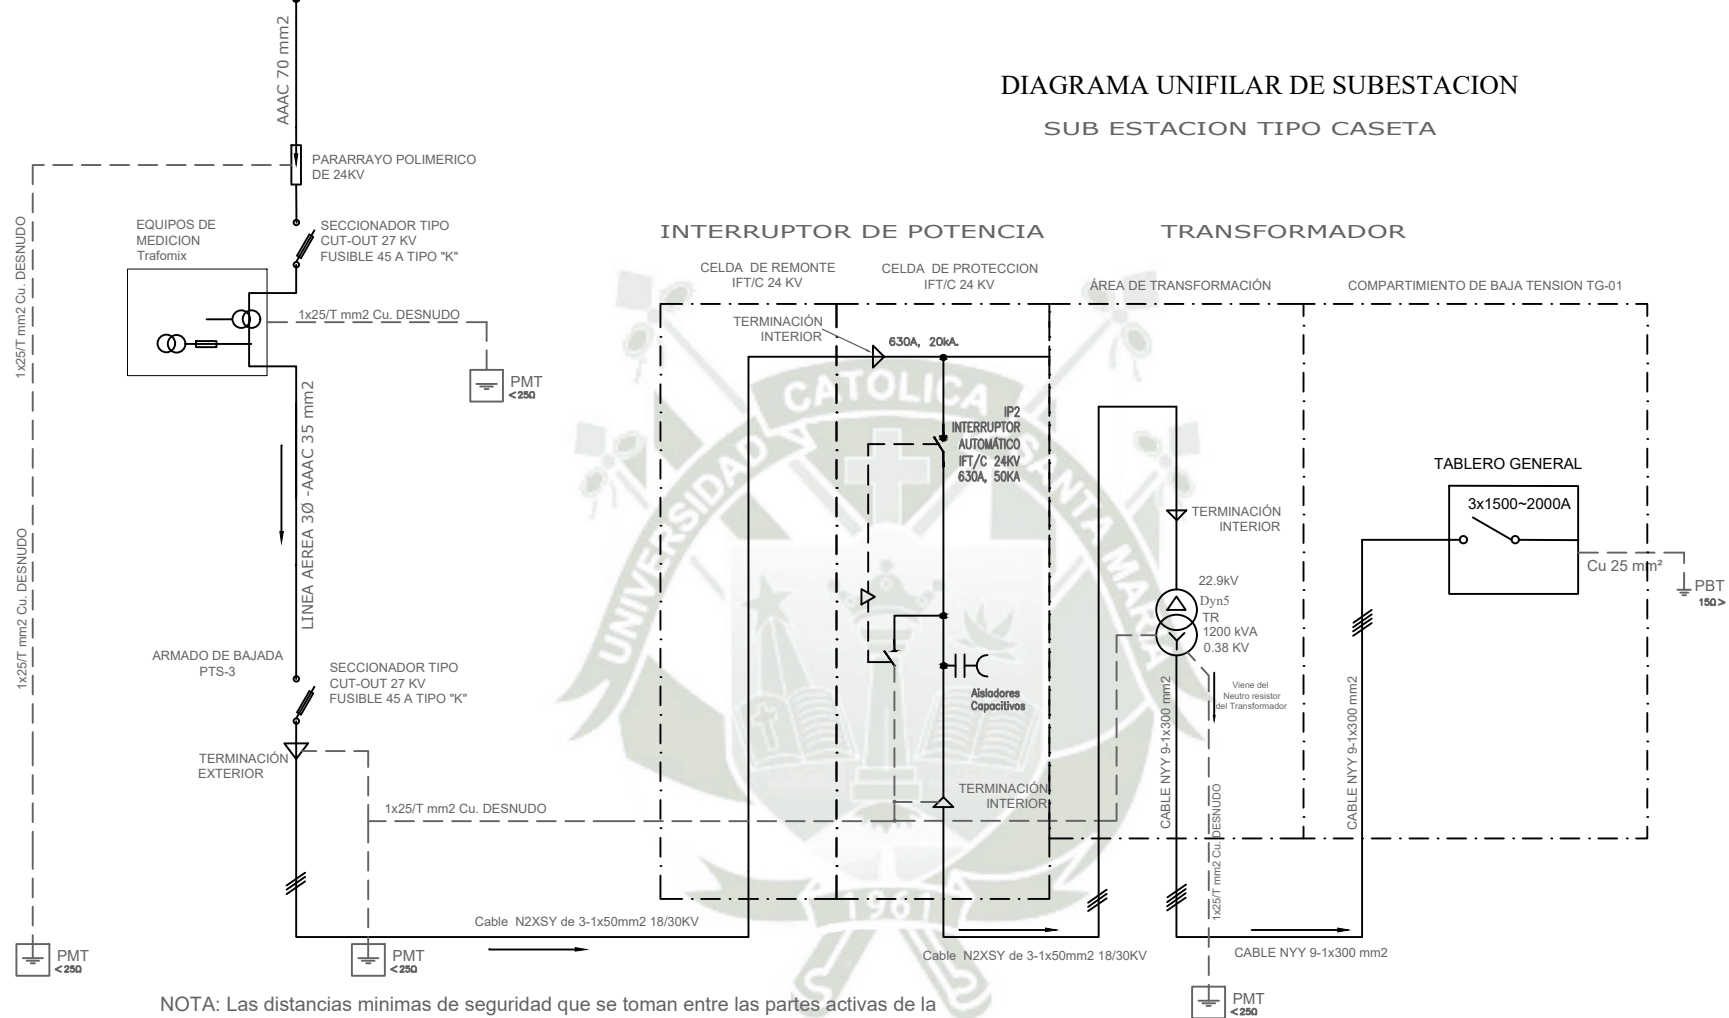 DIAGRAMA UNIFILAR DE SUBESTACION
SUB ESTACION TIPO CASETA
AAAC 70 mm2
PARARRAYO POLIMERICO
DE 24KV
1x25/T mm2 Cu. DESNUDO
EQUIPOS DE
MEDICION
Trafomix
SECCIONADOR TIPO
CUT-OUT 27 KV
FUSIBLE 45 A TIPO "K"
1x25/T mm2 Cu. DESNUDO
PMT
<25Ω
LINEA AEREA 3Ø -AAAC 35 mm2
1x25/T mm2 Cu. DESNUDO
ARMADO DE BAJADA
PTS-3
SECCIONADOR TIPO
CUT-OUT 27 KV
FUSIBLE 45 A TIPO "K"
TERMINACIÓN
EXTERIOR
1x25/T mm2 Cu. DESNUDO
PMT
<25Ω
PMT
<25Ω
Cable N2XSY de 3-1x50mm2 18/30KV
INTERRUPTOR DE POTENCIA
CELDA DE REMONTE
IFT/C 24 KV
CELDA DE PROTECCION
IFT/C 24 KV
TERMINACIÓN
INTERIOR
630A, 20kA.
IP2
INTERRUPTOR
AUTOMÁTICO
IFT/C 24KV
630A, 50KA
Aisladores
Capacitivos
TERMINACIÓN
INTERIOR
Cable N2XSY de 3-1x50mm2 18/30KV
TRANSFORMADOR
ÁREA DE TRANSFORMACIÓN
COMPARTIMIENTO DE BAJA TENSION TG-01
TERMINACIÓN
INTERIOR
22.9kV
Dyn5
TR
1200 kVA
0.38 KV
Viene del
Neutro resistor
del Transformador
CABLE NYY 9-1x300 mm2
1x25/T mm2 Cu. DESNUDO
CABLE NYY 9-1x300 mm2
CABLE NYY 9-1x300 mm2
PMT
<25Ω
TABLERO GENERAL
3x1500~2000A
Cu 25 mm²
PBT
15Ω>
UNIVERSIDAD CATÓLICA SANTA MARÍA
1961
NOTA: Las distancias minimas de seguridad que se toman entre las partes activas de la